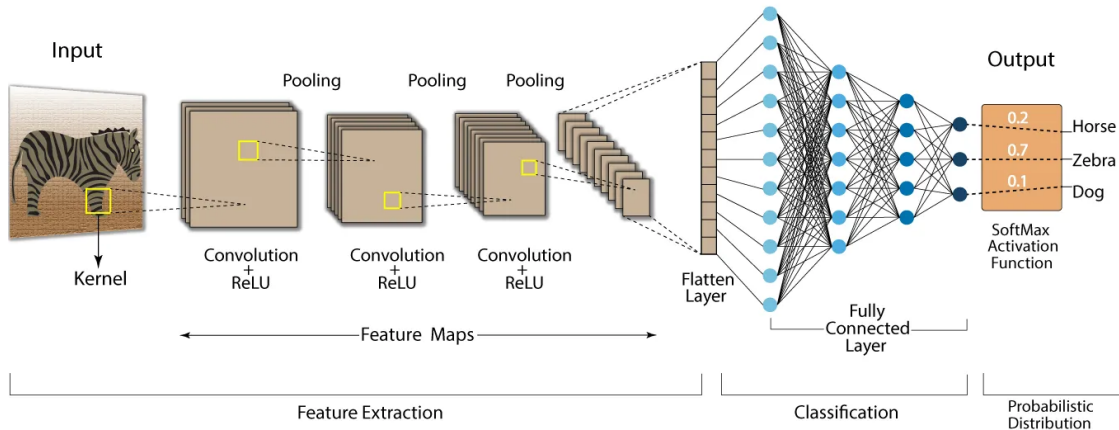 Input
Pooling
Pooling
Pooling
Output
0.2
Horse
0.7
Zebra
0.1
Dog
SoftMax
Activation
Function
Kernel
Convolution
+
ReLU
Convolution
+
ReLU
Convolution
+
ReLU
Flatten
Layer
Fully
Connected
Layer
Feature Maps
Feature Extraction
Classification
Probabilistic
Distribution